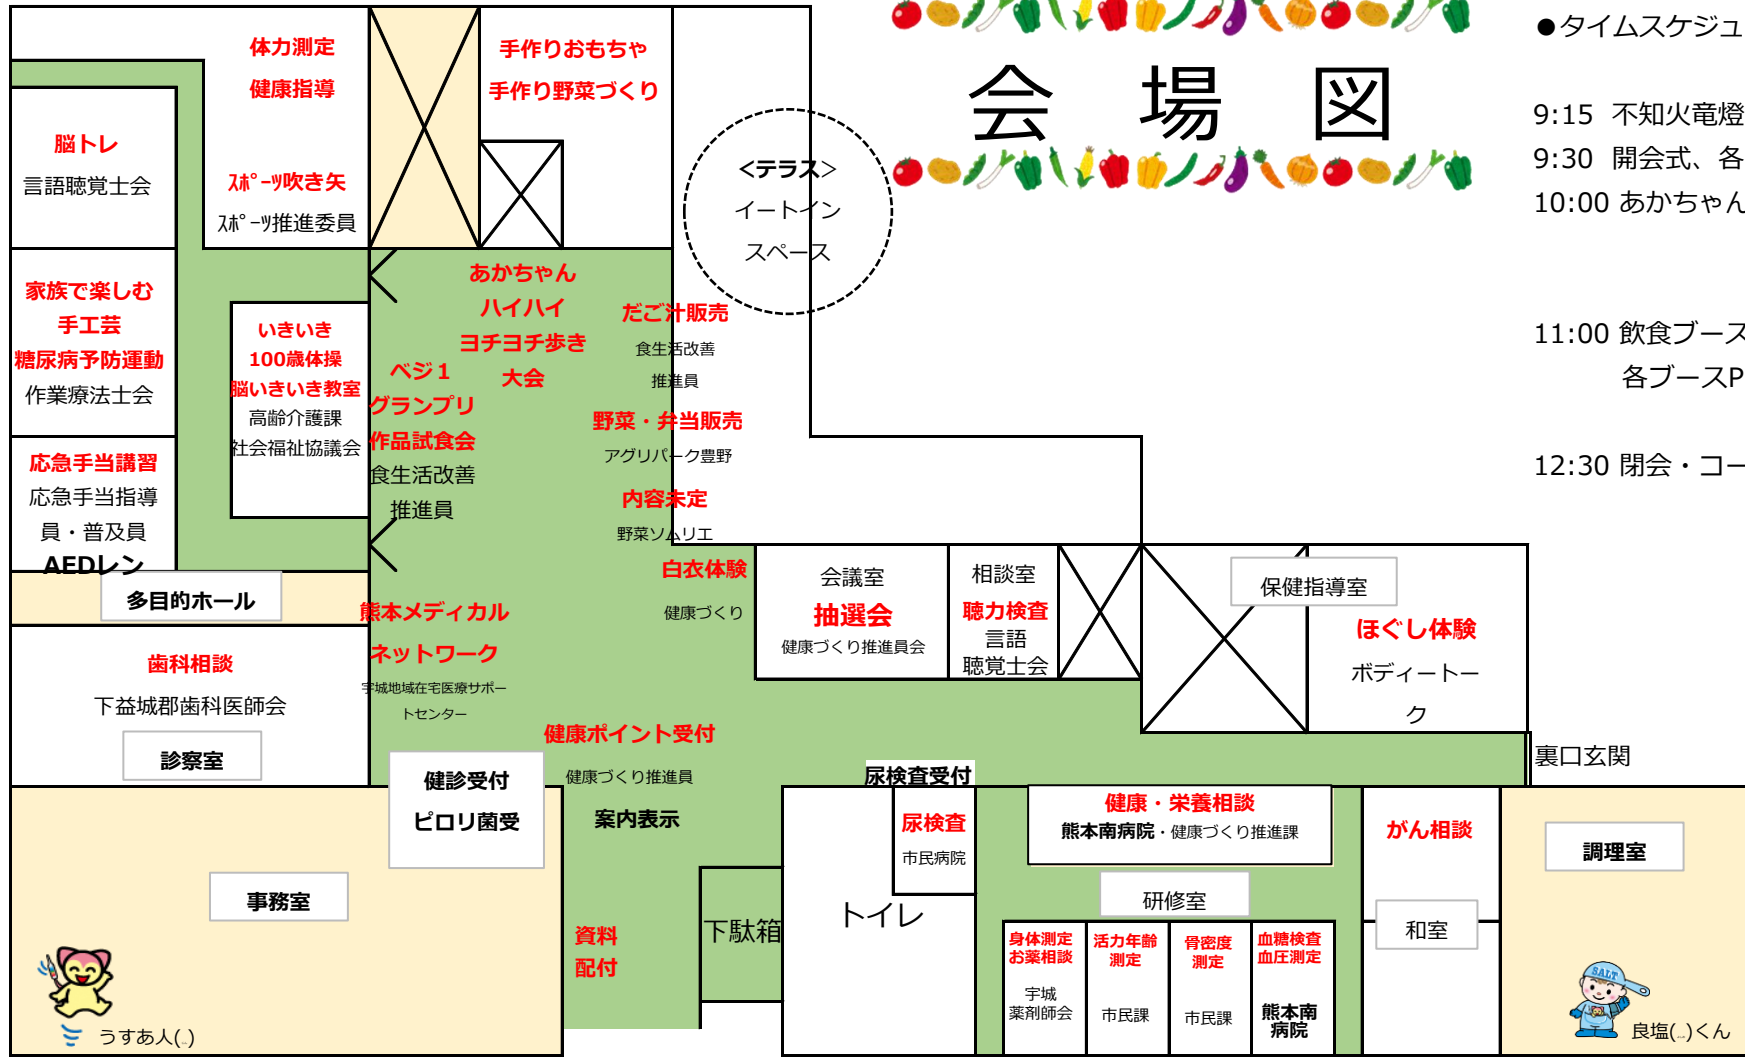 会 場 図
●タイムスケジュ
9:15 不知火竜燈
9:30 開会式、各
10:00 あかちゃん
11:00 飲食ブース
各ブースP
12:30 閉会・コー
体力測定
健康指導
ｽﾎﾟｰﾂ吹き矢
ｽﾎﾟｰﾂ推進委員
手作りおもちゃ
手作り野菜づくり
<テラス>
イートイン
スペース
脳トレ
言語聴覚士会
家族で楽しむ
手工芸
糖尿病予防運動
作業療法士会
応急手当講習
応急手当指導
員・普及員
AEDレン
多目的ホール
いきいき
100歳体操
脳いきいき教室
高齢介護課
社会福祉協議会
あかちゃん
ハイハイ
ヨチヨチ歩き
大会
ベジ１
グランプリ
作品試食会
食生活改善
推進員
だご汁販売
食生活改善
推進員
野菜・弁当販売
アグリパーク豊野
内容未定
野菜ソムリエ
白衣体験
健康づくり
会議室
抽選会
健康づくり推進員会
相談室
聴力検査
言語
聴覚士会
保健指導室
ほぐし体験
ボディートー
ク
裏口玄関
熊本メディカル
ネットワーク
宇城地域在宅医療サポー
トセンター
歯科相談
下益城郡歯科医師会
診察室
健康ポイント受付
健康づくり推進員
案内表示
健診受付
ピロリ菌受
事務室
うすあ人(_)
資料
配付
下駄箱
トイレ
尿検査受付
尿検査
市民病院
健康・栄養相談
熊本南病院・健康づくり推進課
研修室
身体測定
お薬相談
宇城
薬剤師会
活力年齢
測定
市民課
骨密度
測定
市民課
血糖検査
血圧測定
熊本南
病院
がん相談
和室
調理室
SALT
良塩(_)くん